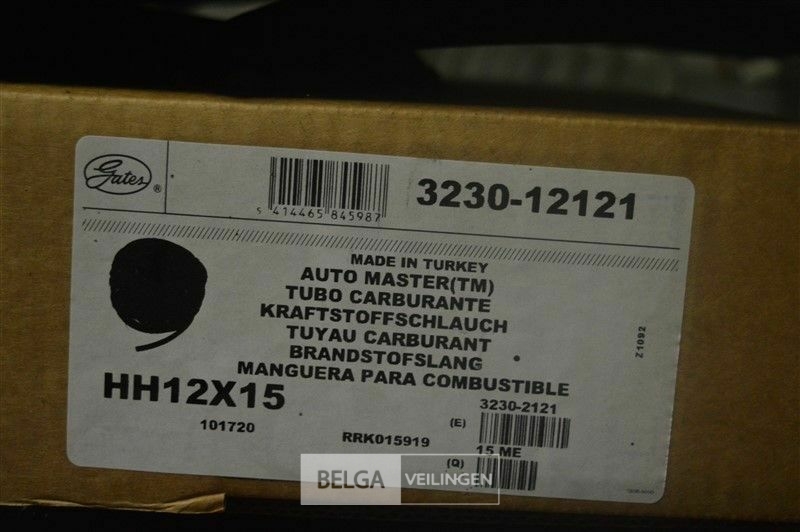 Gates®
5 414465 845987
3230-12121
MADE IN TURKEY
AUTO MASTER(TM)
TUBO CARBURANTE
KRAFTSTOFFSCHLAUCH
TUYAU CARBURANT
BRANDSTOFSLANG
MANGUERA PARA COMBUSTIBLE
Z1092
HH12X15
3230-2121
101720
(E)
RRK015919
15 ME
(Q)
BELGA VEILINGEN